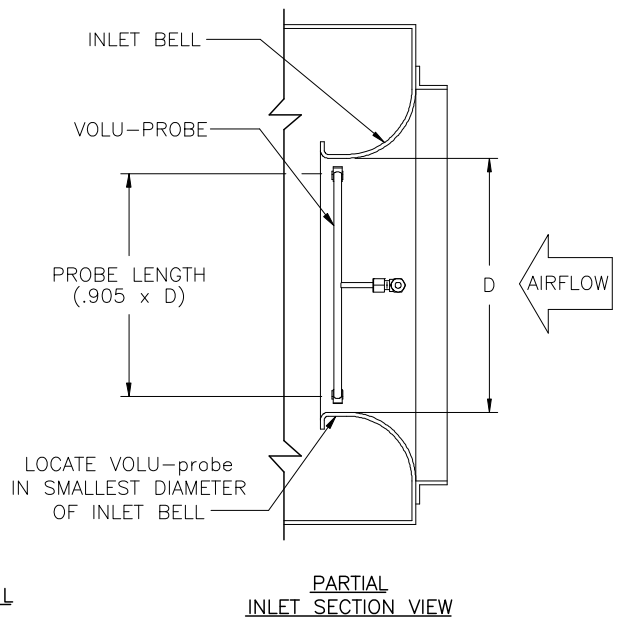 INLET BELL
VOLU-PROBE
PROBE LENGTH
(.905 x D)
D
AIRFLOW
LOCATE VOLU-probe
IN SMALLEST DIAMETER
OF INLET BELL
L
PARTIAL
INLET SECTION VIEW